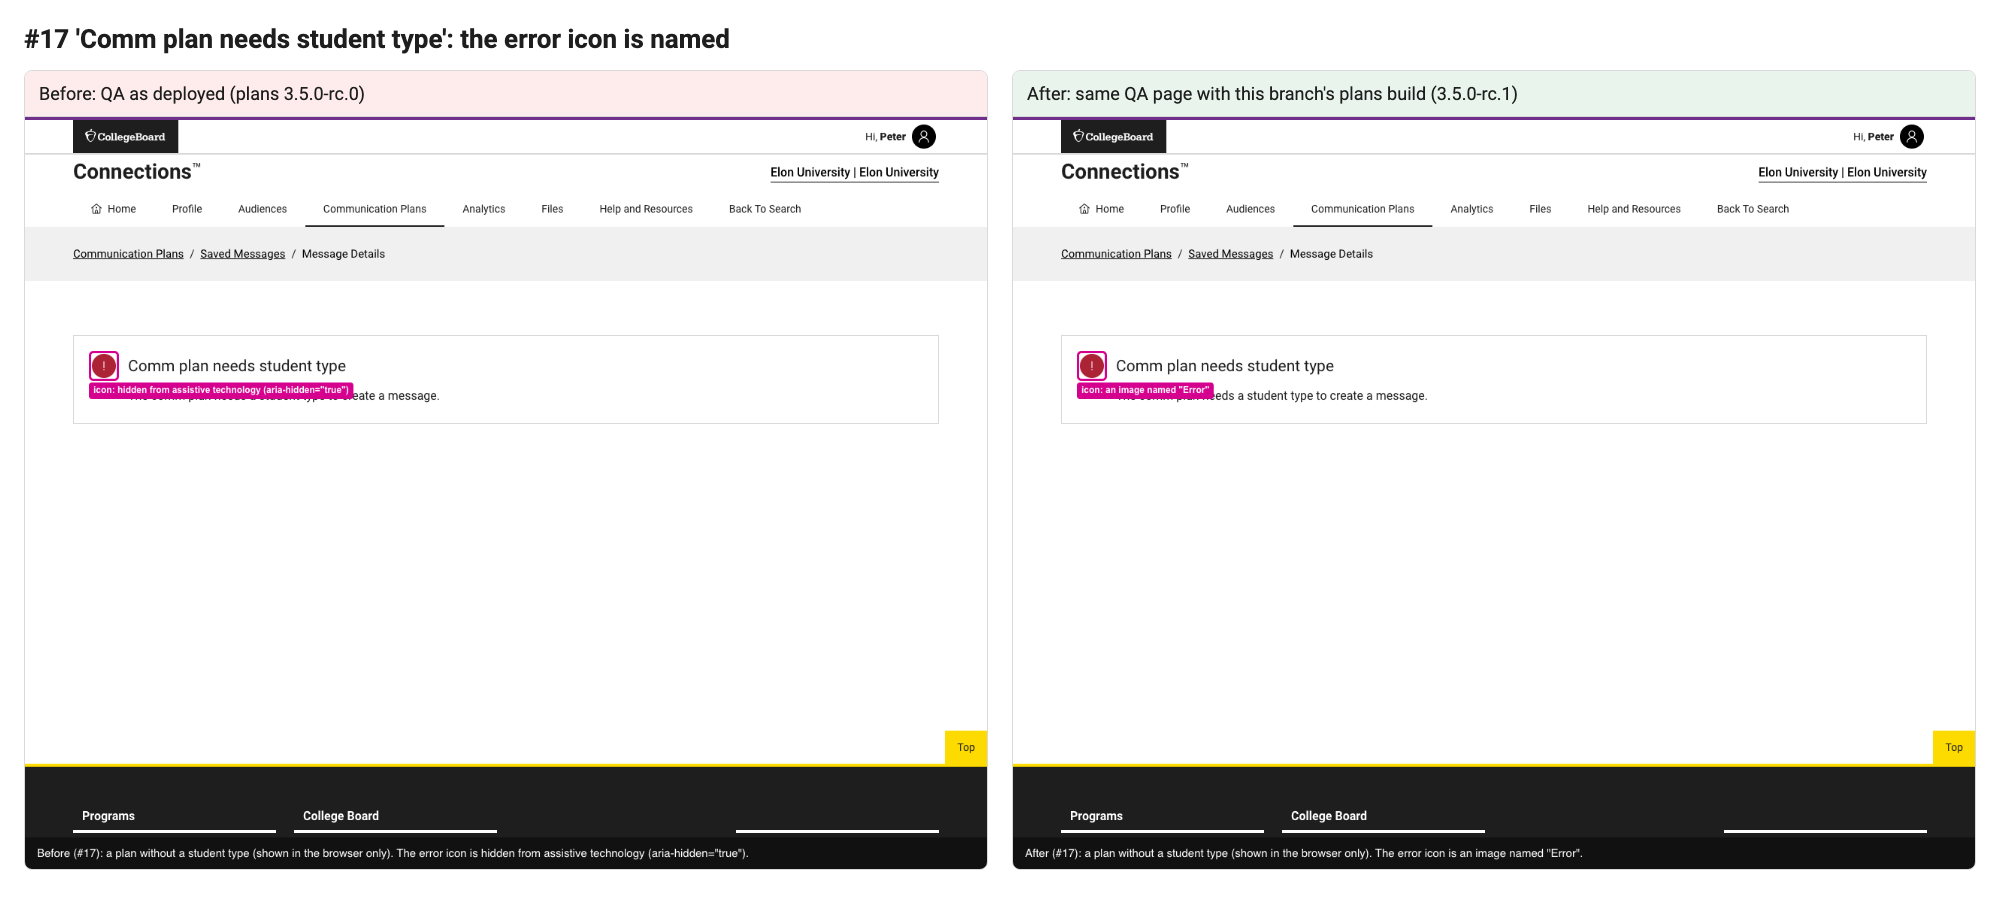 #17 'Comm plan needs student type': the error icon is named
Before: QA as deployed (plans 3.5.0-rc.0)
CollegeBoard
Hi, Peter
Connections™
Elon University | Elon University
Home Profile Audiences Communication Plans Analytics Files Help and Resources Back To Search
Communication Plans / Saved Messages / Message Details
!
Comm plan needs student type
icon: hidden from assistive technology (aria-hidden="true")
create a message.
Top
Programs College Board
Before (#17): a plan without a student type (shown in the browser only). The error icon is hidden from assistive technology (aria-hidden="true").
After: same QA page with this branch's plans build (3.5.0-rc.1)
CollegeBoard
Hi, Peter
Connections™
Elon University | Elon University
Home Profile Audiences Communication Plans Analytics Files Help and Resources Back To Search
Communication Plans / Saved Messages / Message Details
!
Comm plan needs student type
icon: an image named "Error"
needs a student type to create a message.
Top
Programs College Board
After (#17): a plan without a student type (shown in the browser only). The error icon is an image named "Error".